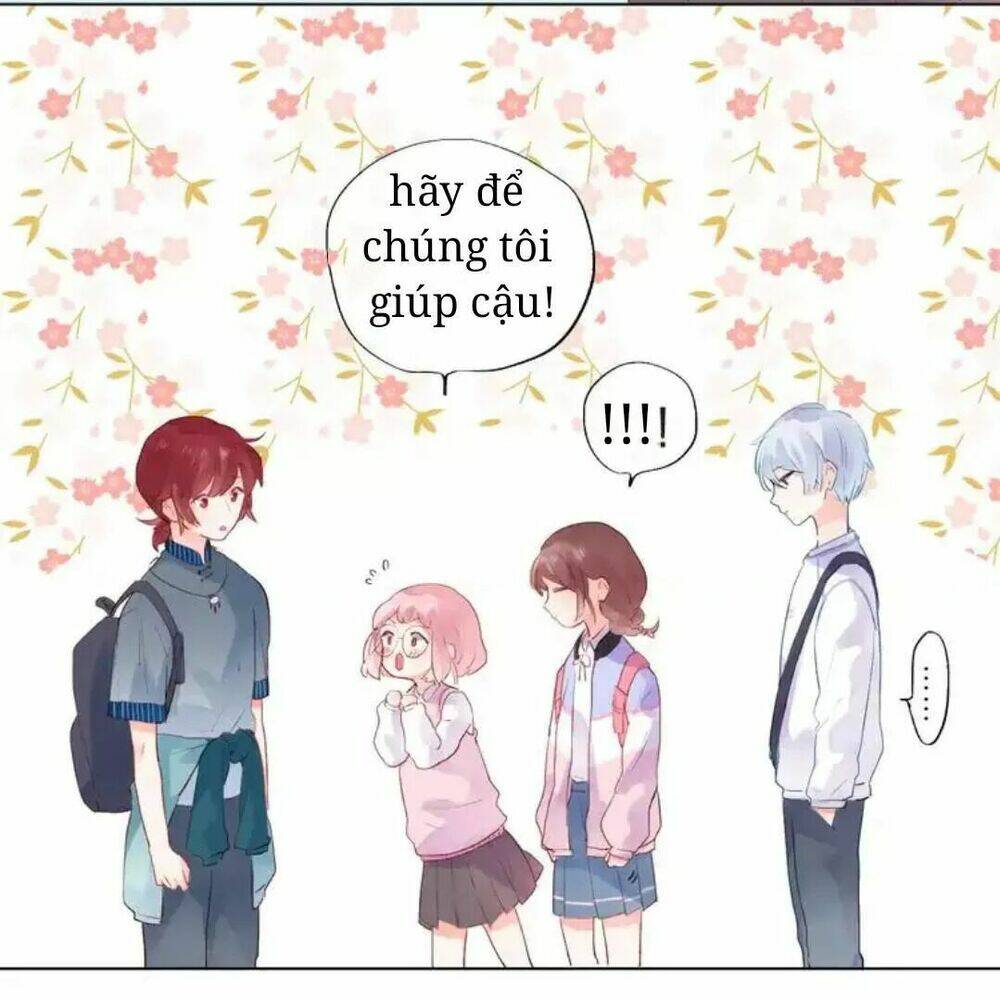 hãy để
chúng tôi
giúp cậu!
!!!!
.......